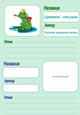 Название
Царевна - лягушка
Автор
Русская народная сказка
Отзыв
Название
Автор
Отзыв